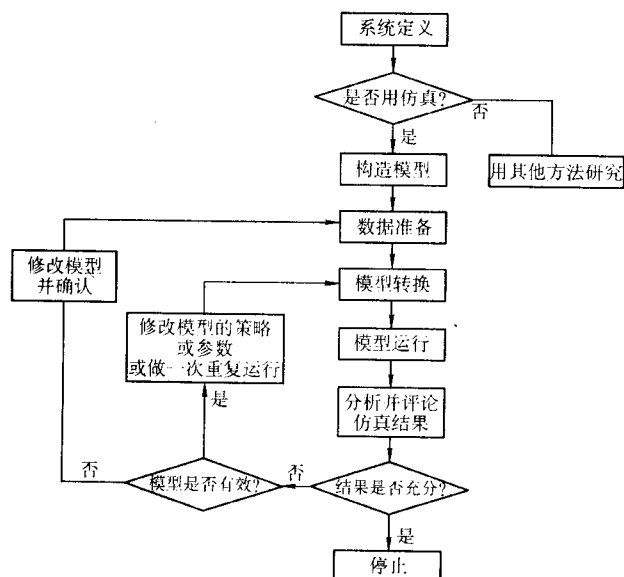 系统定义
是否用仿真?
否
是
构造模型
用其他方法研究
数据准备
修改模型
并确认
模型转换
修改模型的策略
或参数
或做一次重复运行
模型运行
是
分析并评论
仿真结果
否
模型是否有效?
否
结果是否充分?
是
停止